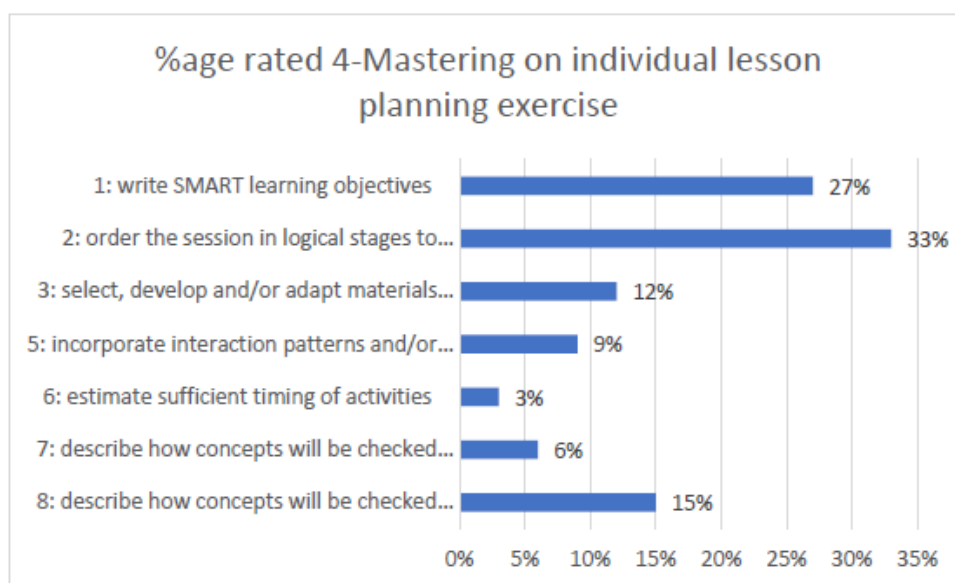 %age rated 4-Mastering on individual lesson
planning exercise
1: write SMART learning objectives
27%
2: order the session in logical stages to...
33%
3: select, develop and/or adapt materials...
12%
5: incorporate interaction patterns and/or...
9%
6: estimate sufficient timing of activities
3%
7: describe how concepts will be checked...
6%
8: describe how concepts will be checked...
15%
0% 5% 10% 15% 20% 25% 30% 35%